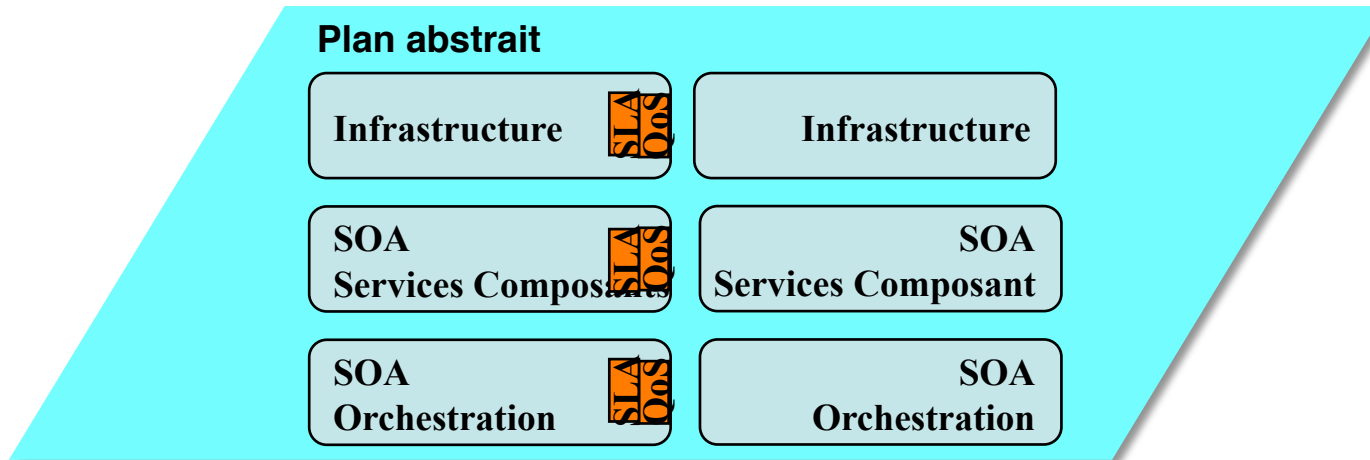 Plan abstrait
Infrastructure
SLA
QoS
Infrastructure
SOA
Services Composants
SLA
QoS
SOA
Services Composant
SOA
Orchestration
SLA
QoS
SOA
Orchestration